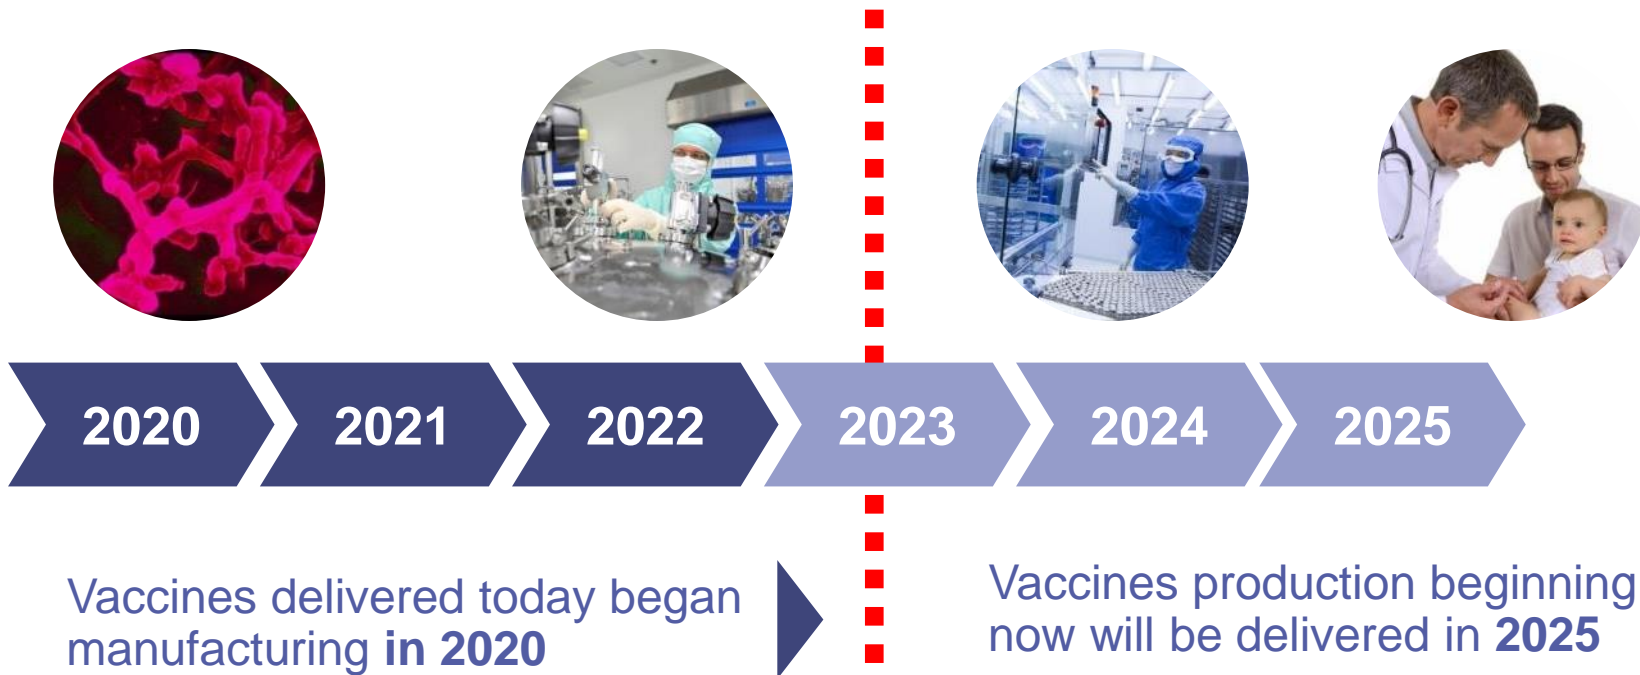 2020
2021
2022
2023
2024
2025
Vaccines delivered today began
manufacturing in 2020
Vaccines production beginning
now will be delivered in 2025